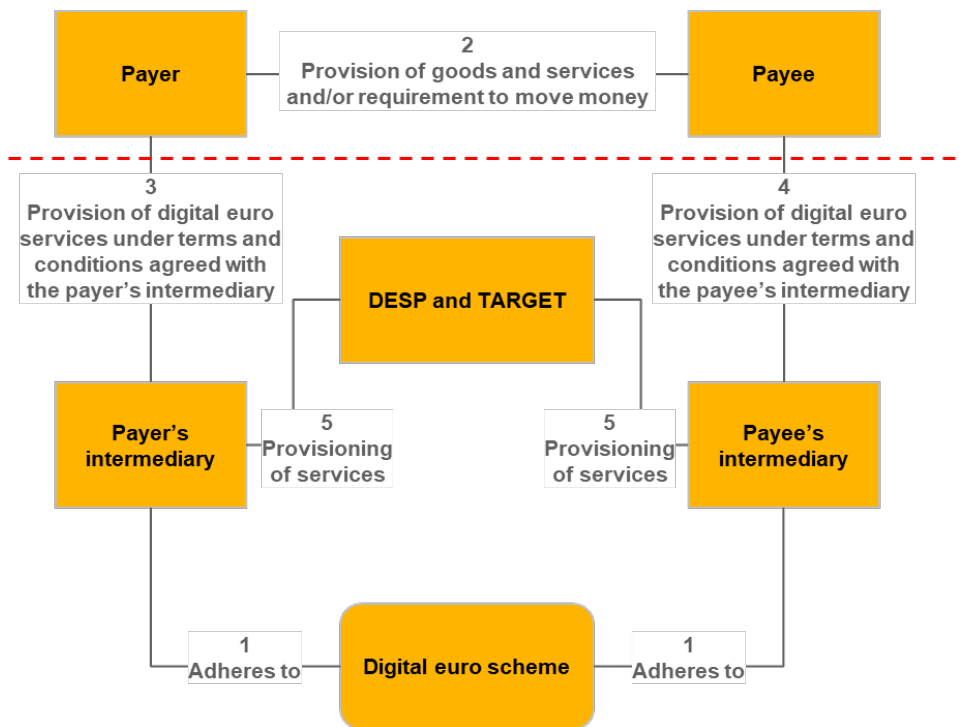 2
Provision of goods and services
and/or requirement to move money
Payer
Payee
3
Provision of digital euro
services under terms and
conditions agreed with
the payer's intermediary
4
Provision of digital euro
services under terms and
conditions agreed with
the payee's intermediary
DESP and TARGET
Payer's
intermediary
5
Provisioning
of services
5
Provisioning
of services
Payee's
intermediary
1
Adheres to
Digital euro scheme
1
Adheres to